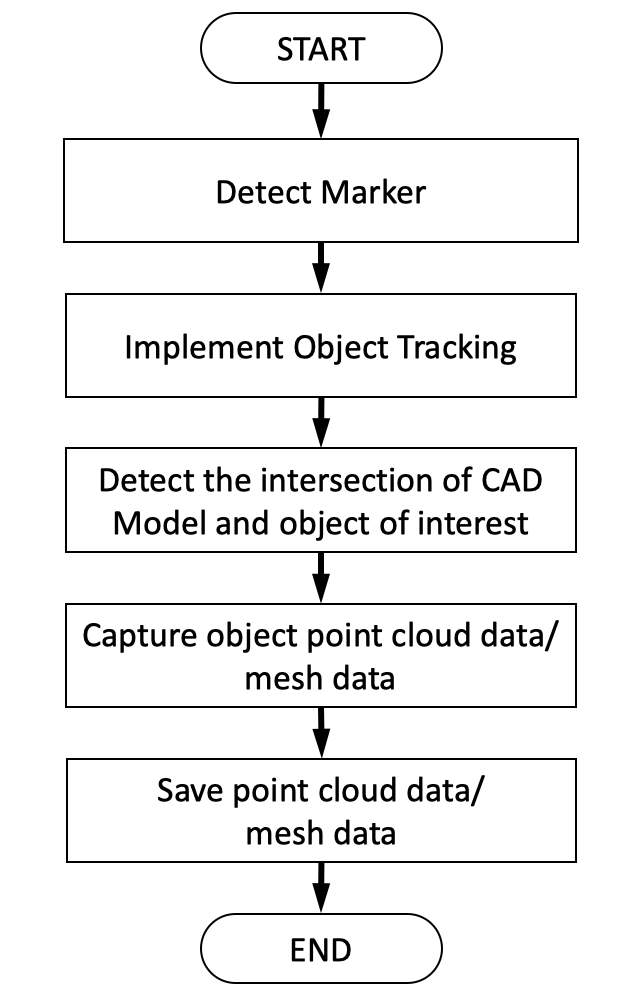 START
Detect Marker
Implement Object Tracking
Detect the intersection of CAD
Model and object of interest
Capture object point cloud data/
mesh data
Save point cloud data/
mesh data
END